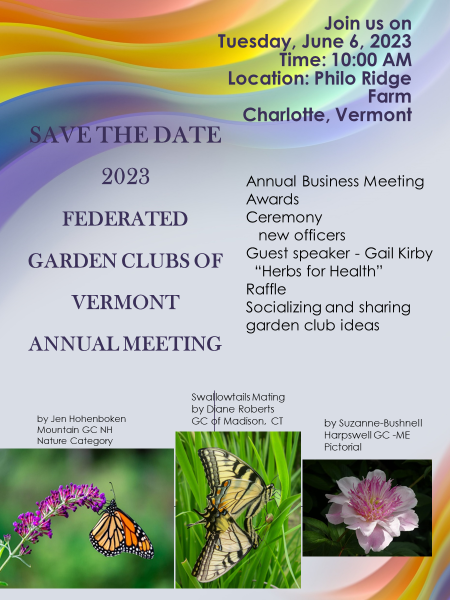 Join us on
Tuesday, June 6, 2023
Time: 10:00 AM
Location: Philo Ridge
Farm
Charlotte, Vermont
SAVE THE DATE
2023
FEDERATED
GARDEN CLUBS OF
VERMONT
ANNUAL MEETING
Annual Business Meeting
Awards
Ceremony
new officers
Guest speaker - Gail Kirby
“Herbs for Health”
Raffle
Socializing and sharing
garden club ideas
by Jen Hohenboken
Mountain GC NH
Nature Category
Swallowtails Mating
by Diane Roberts
GC of Madison, CT
by Suzanne-Bushnell
Harpswell GC -ME
Pictorial